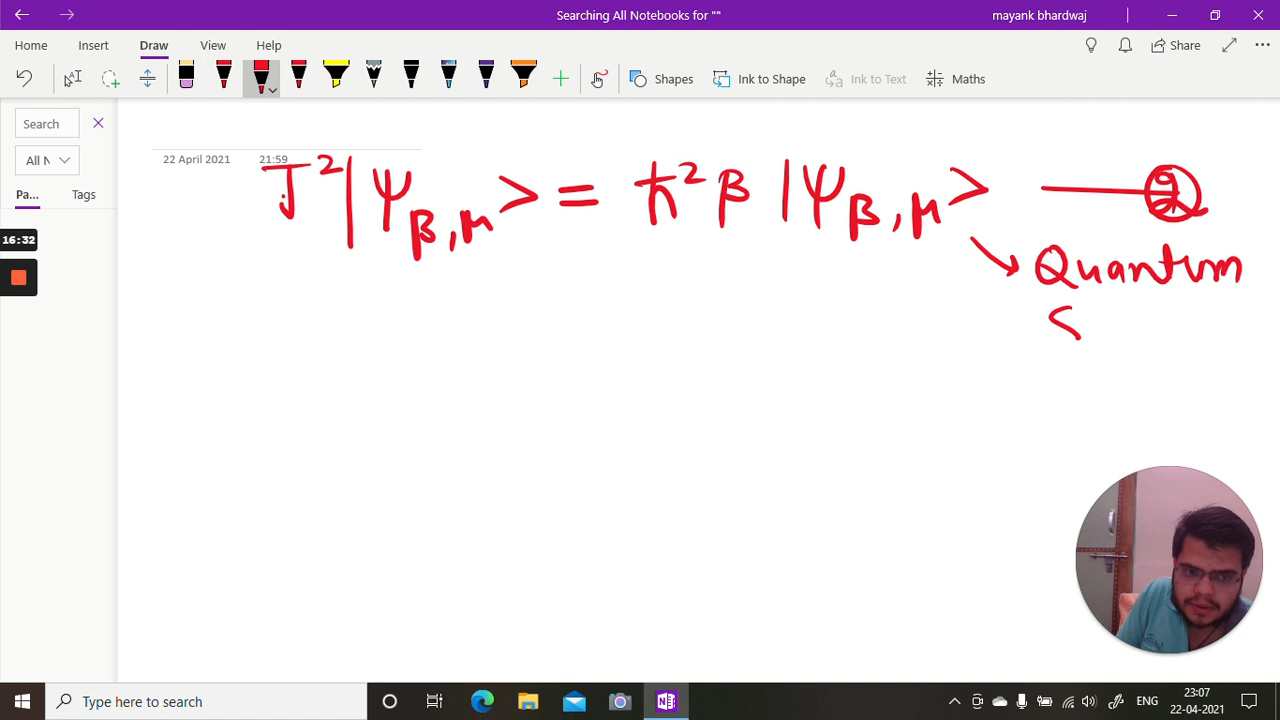 Searching All Notebooks for ""
mayank bhardwaj
Home Insert Draw View Help
Share
Shapes Ink to Shape Ink to Text Maths
Search
All N
Pa... Tags
22 April 2021 21:59
16:32
J²|ψ_β,μ> = ħ²β |ψ_β,μ>
Quantum
S
Type here to search
ENG
23:07
22-04-2021